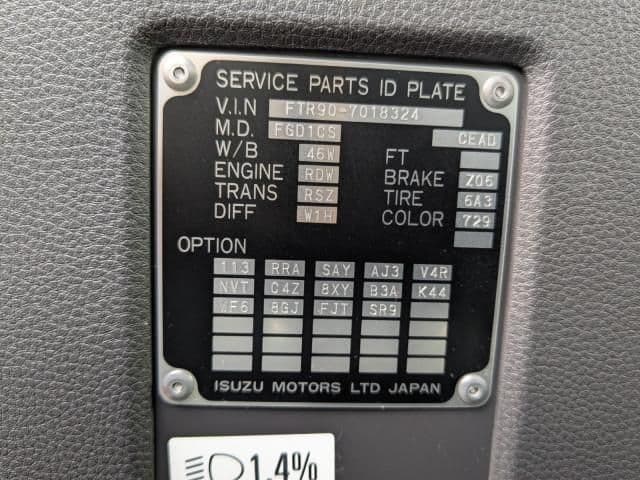 SERVICE PARTS ID PLATE
V.I.N FTR90-7018324
M.D. FGD1CS CEAD
W/B 46W FT
ENGINE RDW BRAKE Z06
TRANS RSZ TIRE 6A3
DIFF W1H COLOR 729
OPTION
113 RRA SAY AJ3 V4R
NVT C4Z 8XY B3A K44
8GJ FJT SR9
ISUZU MOTORS LTD JAPAN
1.4%